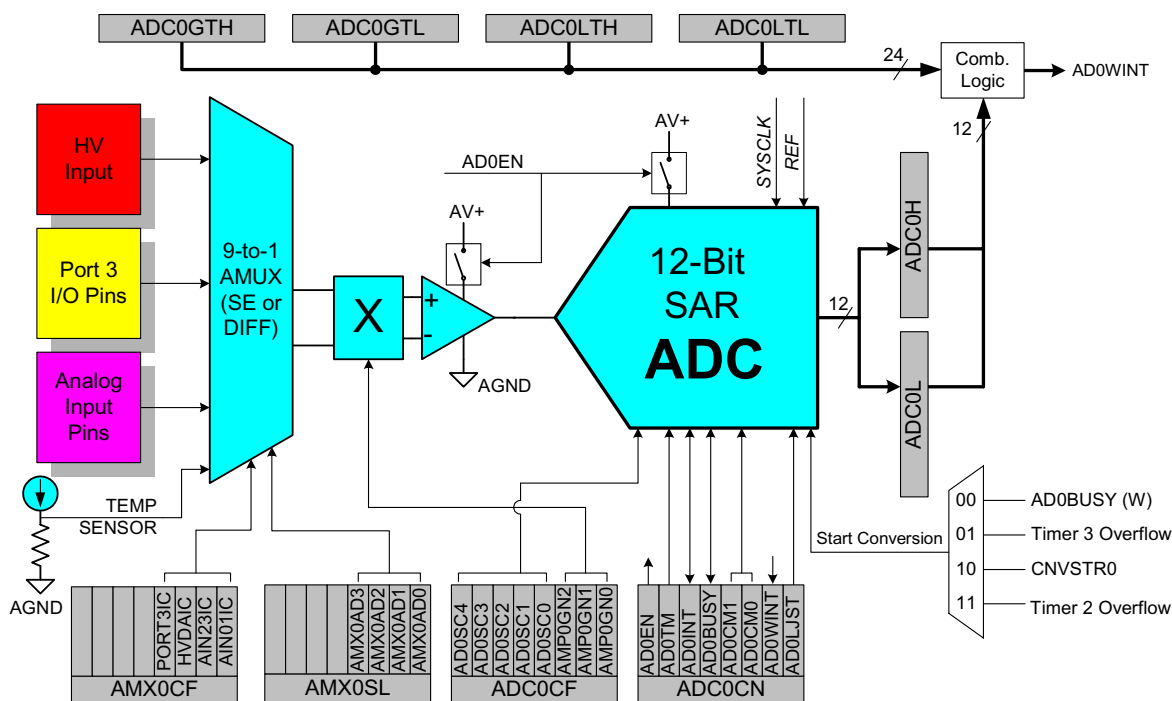 ADC0GTH
ADC0GTL
ADC0LTH
ADC0LTL
24
Comb.
Logic
AD0WINT
12
HV
Input
Port 3
I/O Pins
Analog
Input
Pins
9-to-1
AMUX
(SE or
DIFF)
X
AD0EN
AV+
AV+
+
-
AGND
SYSCLK
REF
12-Bit
SAR
ADC
12
ADC0H
ADC0L
TEMP
SENSOR
AGND
Start Conversion
00
AD0BUSY (W)
01
Timer 3 Overflow
10
CNVSTR0
11
Timer 2 Overflow
PORT3IC
HVDAIC
AIN23IC
AIN01IC
AMX0CF
AMX0AD3
AMX0AD2
AMX0AD1
AMX0AD0
AMX0SL
AD0SC4
AD0SC3
AD0SC2
AD0SC1
AD0SC0
AMP0GN2
AMP0GN1
AMP0GN0
ADC0CF
AD0EN
AD0TM
AD0INT
AD0BUSY
AD0CM1
AD0CM0
AD0WINT
AD0LJST
ADC0CN